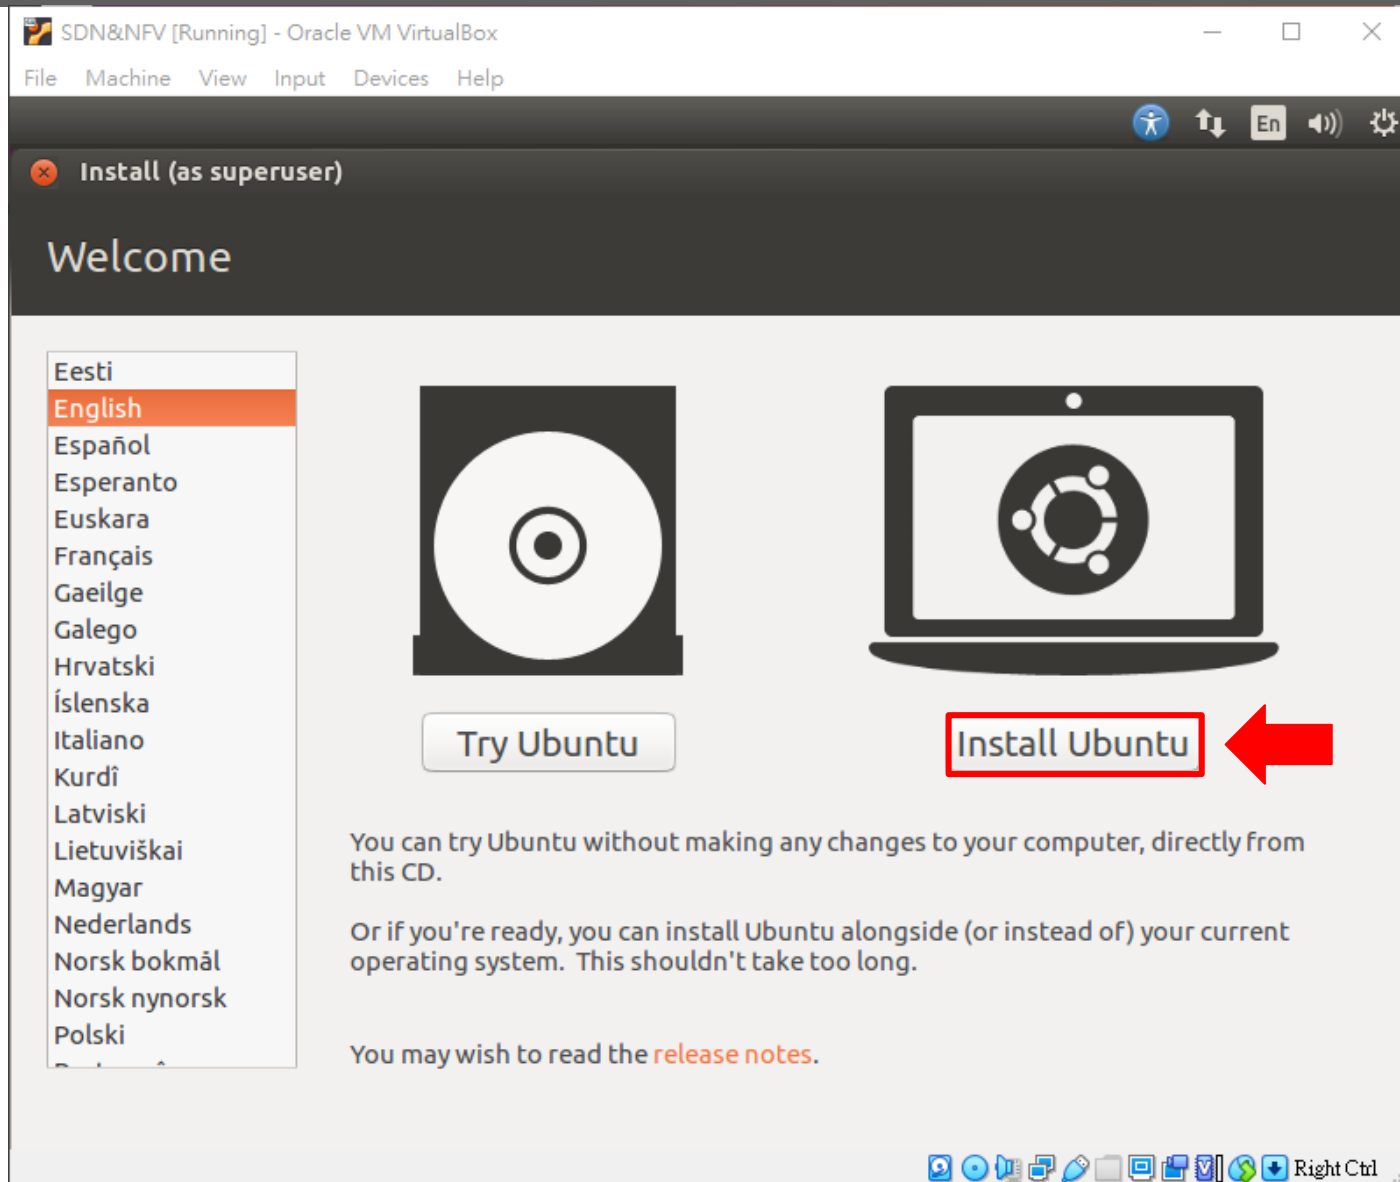 SDN&NFV [Running] - Oracle VM VirtualBox
File Machine View Input Devices Help
En
Install (as superuser)
Welcome
Eesti
English
Español
Esperanto
Euskara
Français
Gaeilge
Galego
Hrvatski
Íslenska
Italiano
Kurdî
Latviski
Lietuviškai
Magyar
Nederlands
Norsk bokmål
Norsk nynorsk
Polski
Try Ubuntu
Install Ubuntu
You can try Ubuntu without making any changes to your computer, directly from
this CD.
Or if you're ready, you can install Ubuntu alongside (or instead of) your current
operating system. This shouldn't take too long.
You may wish to read the release notes.
Right Ctrl